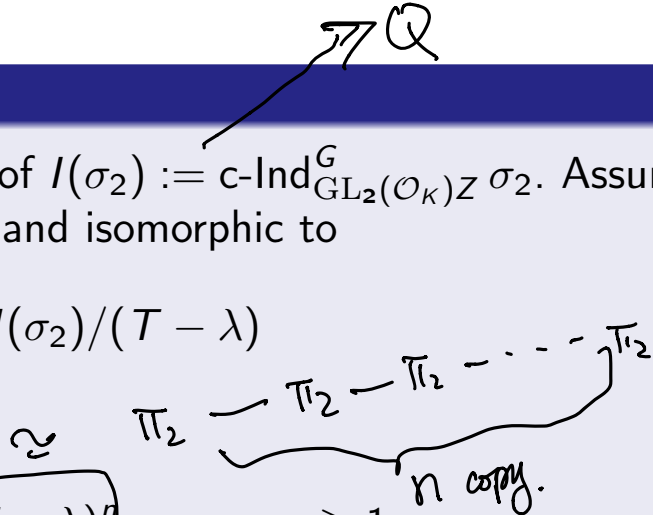 Q
of I(σ₂) := c-Ind^G_{GL₂(𝒪_K)Z} σ₂. Assu
and isomorphic to
(σ₂)/(T − λ)
π₂ — π₂ — π₂ - - - - π₂
≃
n copy.